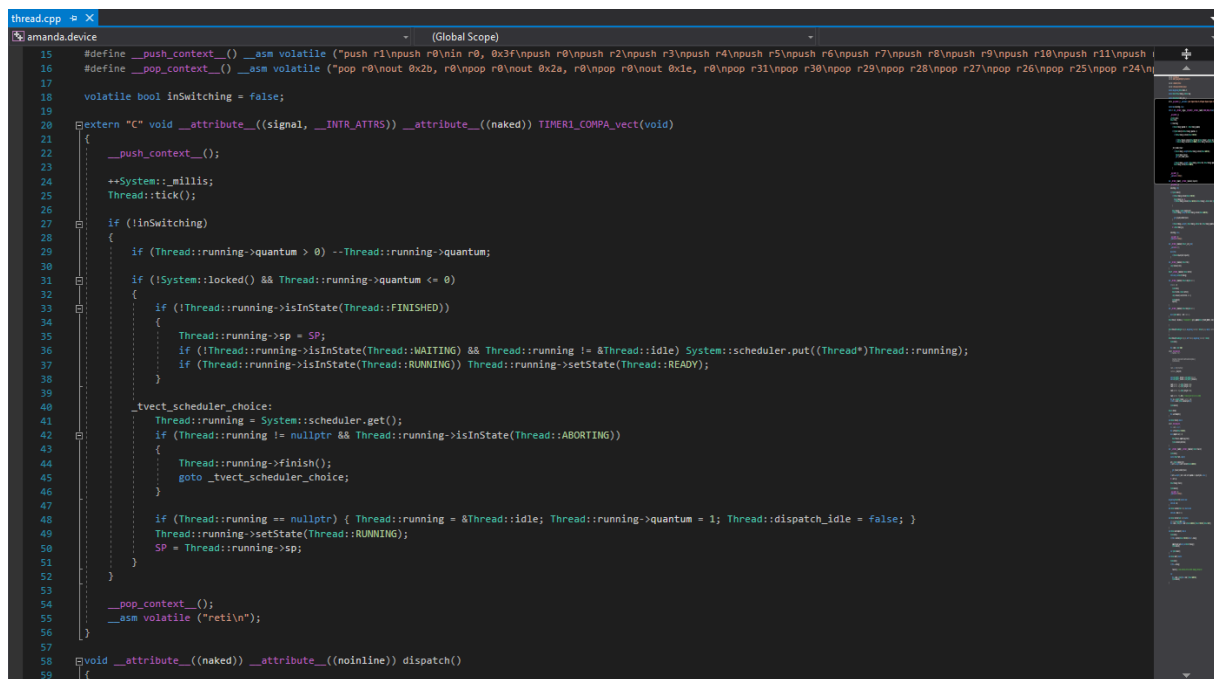 thread.cpp
amanda.device
(Global Scope)
15 #define __push_context__() __asm volatile ("push r1\npush r0\nin r0, 0x3f\npush r0\npush r2\npush r3\npush r4\npush r5\npush r6\npush r7\npush r8\npush r9\npush r10\npush r11\npush r
16 #define __pop_context__() __asm volatile ("pop r0\nout 0x2b, r0\npop r0\nout 0x2a, r0\npop r0\nout 0x1e, r0\npop r31\npop r30\npop r29\npop r28\npop r27\npop r26\npop r25\npop r24\n
17
18 volatile bool inSwitching = false;
19
20 extern "C" void __attribute__((signal, __INTR_ATTRS)) __attribute__((naked)) TIMER1_COMPA_vect(void)
21 {
22 __push_context__();
23
24 ++System::_millis;
25 Thread::tick();
26
27 if (!inSwitching)
28 {
29 if (Thread::running->quantum > 0) --Thread::running->quantum;
30
31 if (!System::locked() && Thread::running->quantum <= 0)
32 {
33 if (!Thread::running->isInState(Thread::FINISHED))
34 {
35 Thread::running->sp = SP;
36 if (!Thread::running->isInState(Thread::WAITING) && Thread::running != &Thread::idle) System::scheduler.put((Thread*)Thread::running);
37 if (Thread::running->isInState(Thread::RUNNING)) Thread::running->setState(Thread::READY);
38 }
39
40 _tvect_scheduler_choice:
41 Thread::running = System::scheduler.get();
42 if (Thread::running != nullptr && Thread::running->isInState(Thread::ABORTING))
43 {
44 Thread::running->finish();
45 goto _tvect_scheduler_choice;
46 }
47
48 if (Thread::running == nullptr) { Thread::running = &Thread::idle; Thread::running->quantum = 1; Thread::dispatch_idle = false; }
49 Thread::running->setState(Thread::RUNNING);
50 SP = Thread::running->sp;
51 }
52 }
53
54 __pop_context__();
55 __asm volatile ("reti\n");
56 }
57
58 void __attribute__((naked)) __attribute__((noinline)) dispatch()
59 {